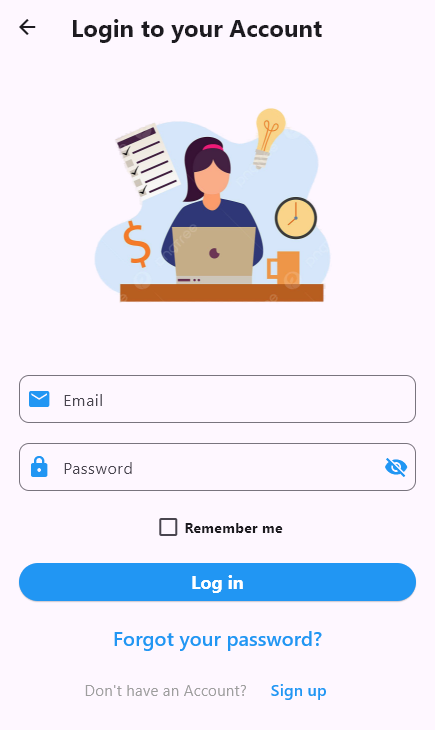 Login to your Account
$
Email
Password
Remember me
Log in
Forgot your password?
Don't have an Account? Sign up